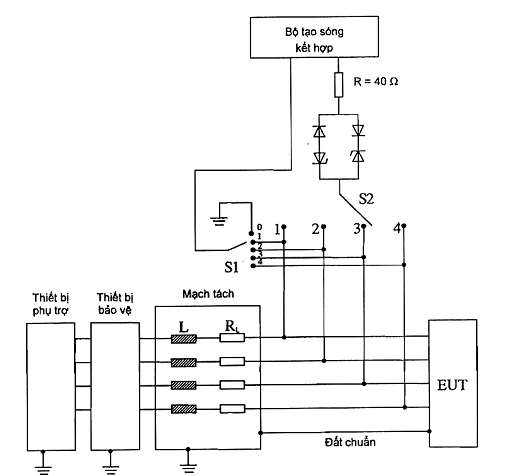 Bộ tạo sóng
kết hợp
R = 40 Ω
S2
0
1
2
3
4
1
2
3
4
S1
Thiết bị
phụ trợ
Thiết bị
bảo vệ
Mạch tách
L
R_L
EUT
Đất chuẩn